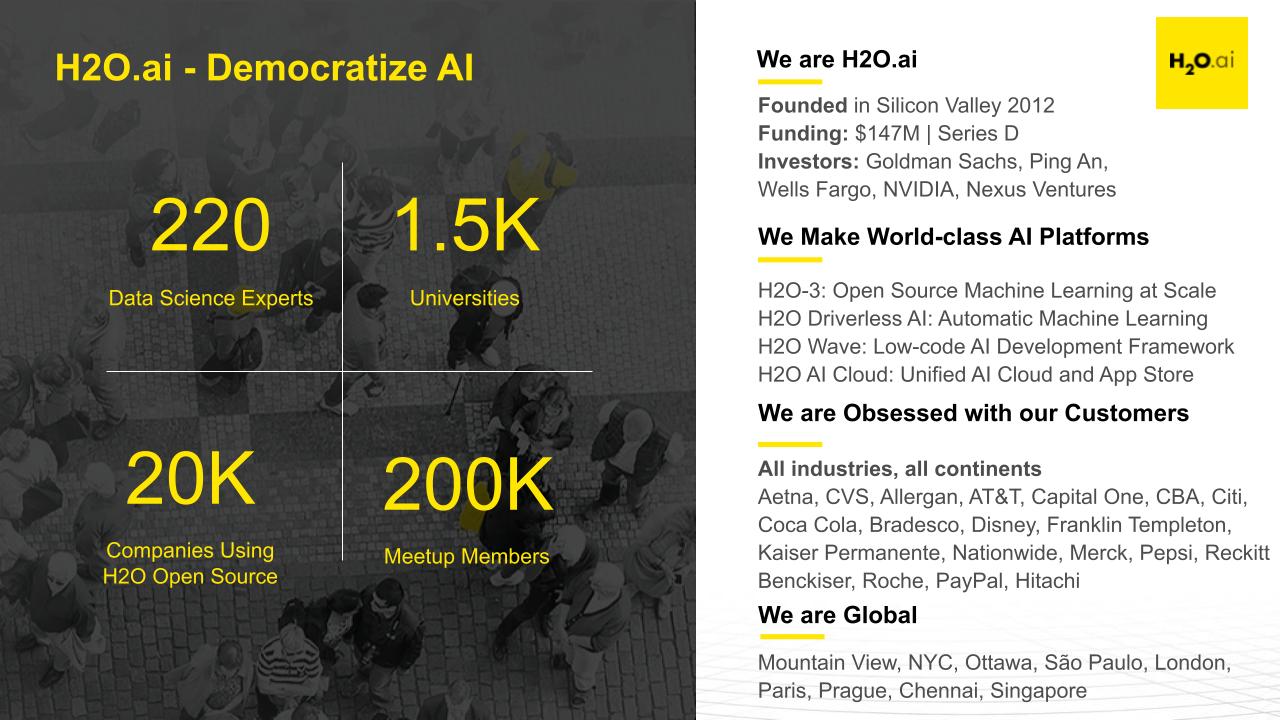 H2O.ai - Democratize AI
220
Data Science Experts
1.5K
Universities
20K
Companies Using
H2O Open Source
200K
Meetup Members
H2O.ai
We are H2O.ai
Founded in Silicon Valley 2012
Funding: $147M | Series D
Investors: Goldman Sachs, Ping An,
Wells Fargo, NVIDIA, Nexus Ventures
We Make World-class AI Platforms
H2O-3: Open Source Machine Learning at Scale
H2O Driverless AI: Automatic Machine Learning
H2O Wave: Low-code AI Development Framework
H2O AI Cloud: Unified AI Cloud and App Store
We are Obsessed with our Customers
All industries, all continents
Aetna, CVS, Allergan, AT&T, Capital One, CBA, Citi,
Coca Cola, Bradesco, Disney, Franklin Templeton,
Kaiser Permanente, Nationwide, Merck, Pepsi, Reckitt
Benckiser, Roche, PayPal, Hitachi
We are Global
Mountain View, NYC, Ottawa, São Paulo, London,
Paris, Prague, Chennai, Singapore